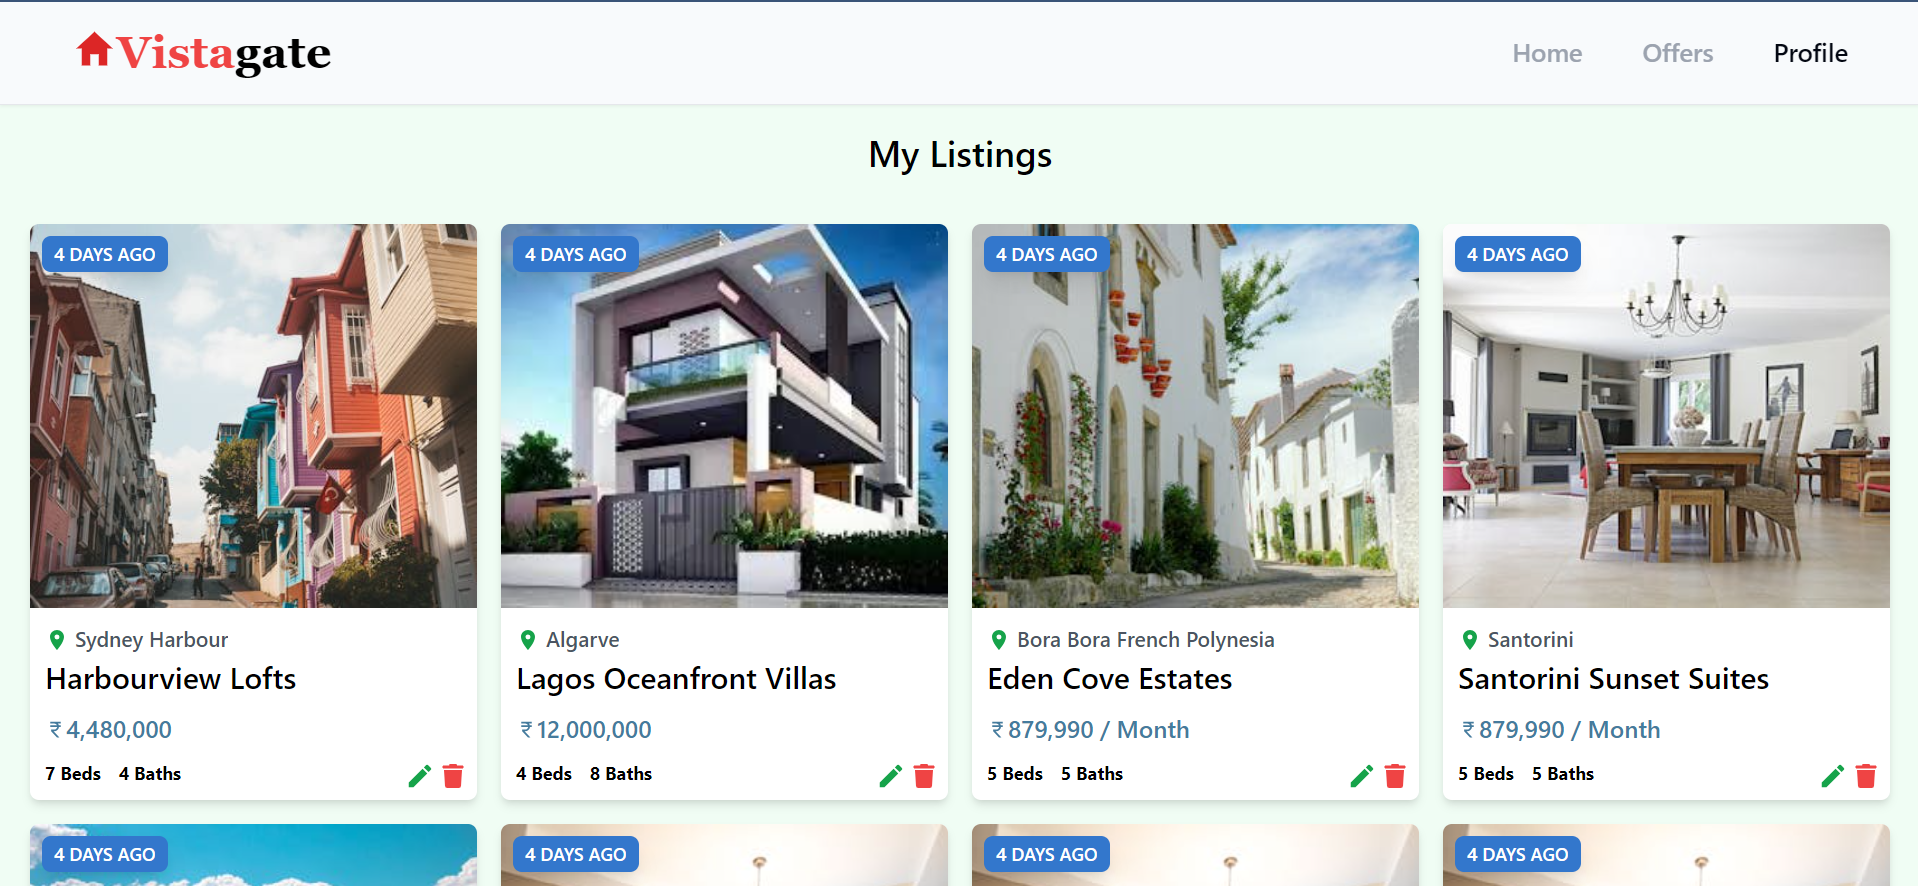 Vistagate
Home Offers Profile
My Listings
4 DAYS AGO
Sydney Harbour
Harbourview Lofts
₹4,480,000
7 Beds 4 Baths
4 DAYS AGO
Algarve
Lagos Oceanfront Villas
₹12,000,000
4 Beds 8 Baths
4 DAYS AGO
Bora Bora French Polynesia
Eden Cove Estates
₹879,990 / Month
5 Beds 5 Baths
4 DAYS AGO
Santorini
Santorini Sunset Suites
₹879,990 / Month
5 Beds 5 Baths
4 DAYS AGO
4 DAYS AGO
4 DAYS AGO
4 DAYS AGO